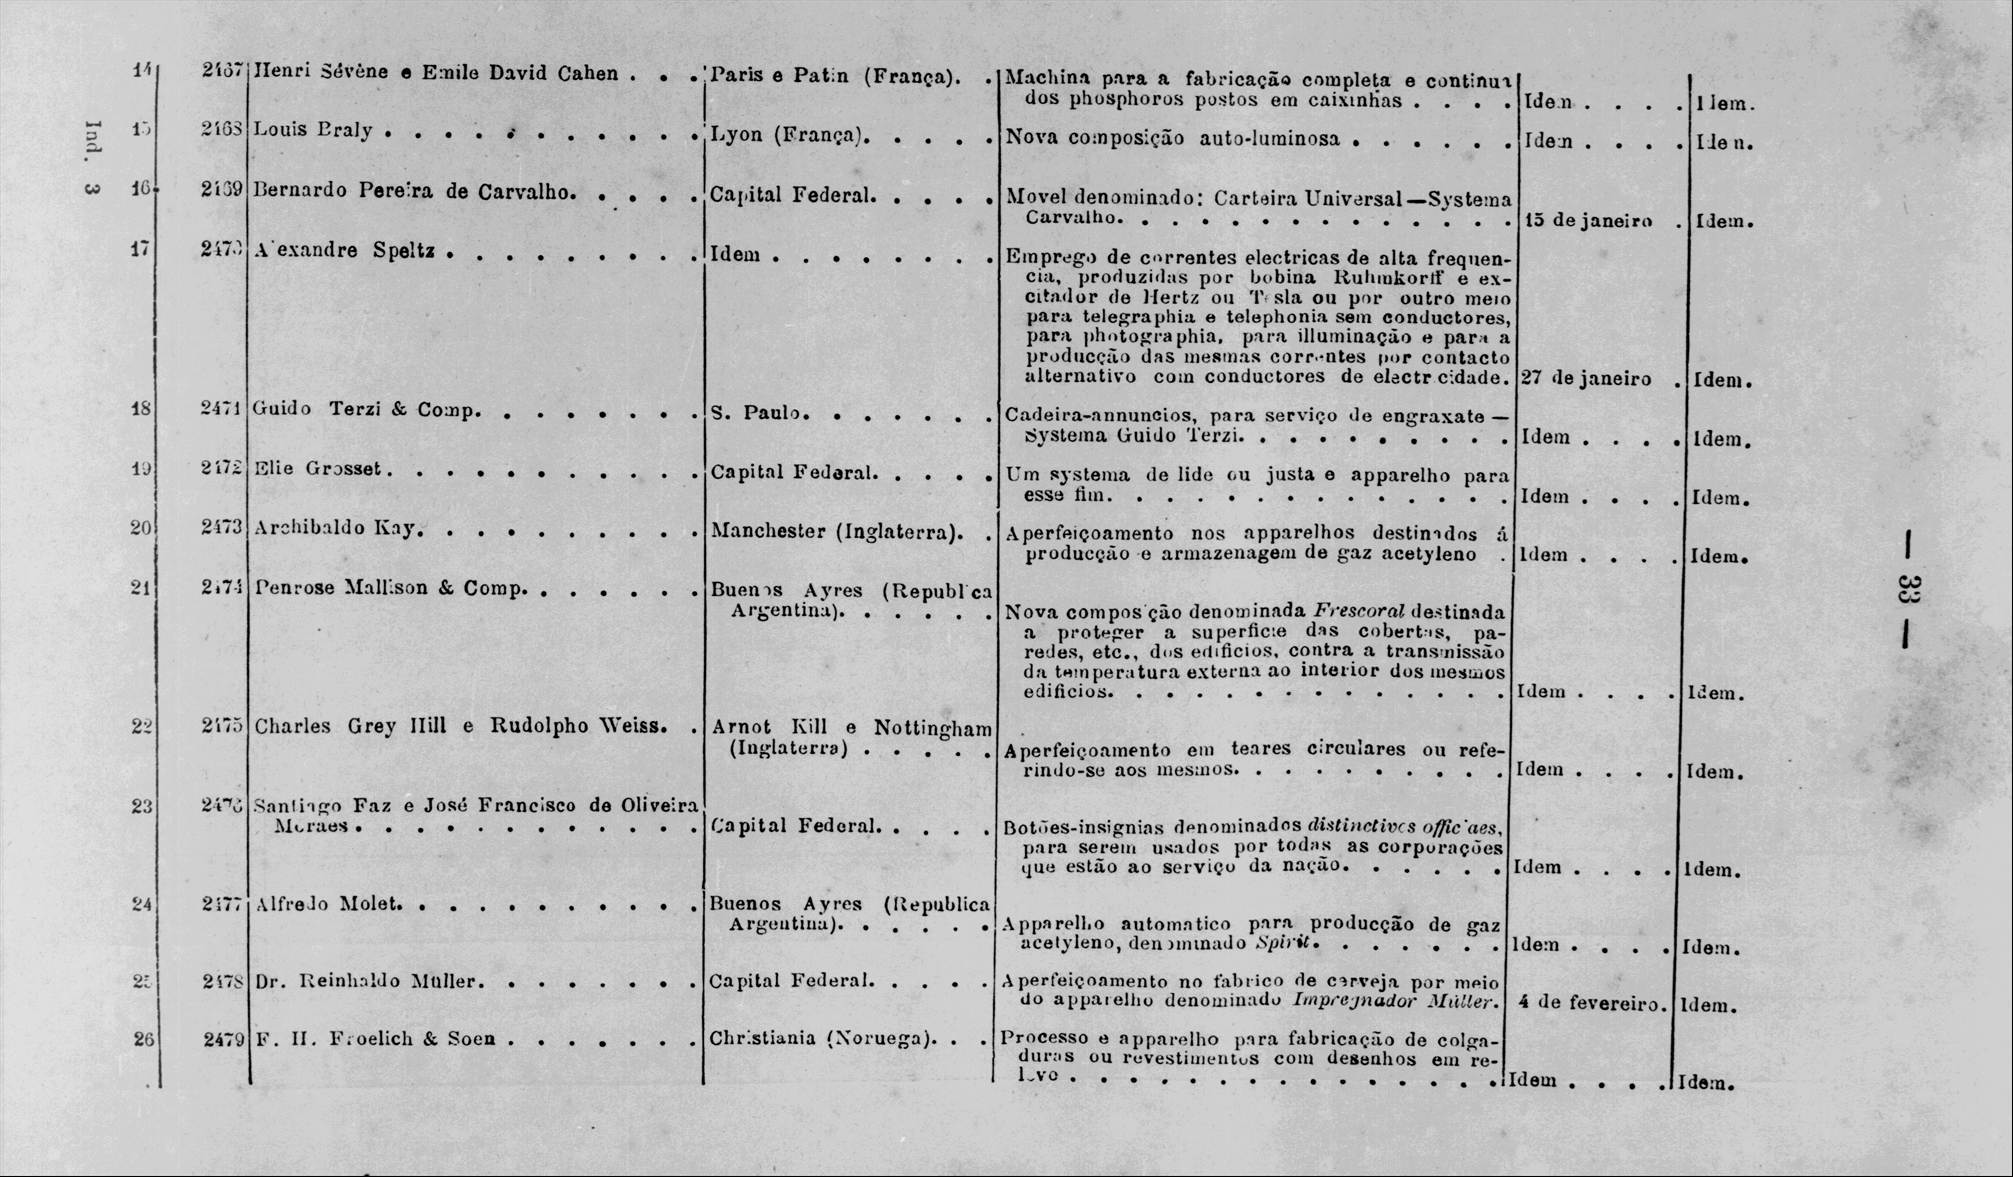 14 2467 Henri Sévène e Emile David Cahen . . . Paris e Patin (França). . Machina para a fabricação completa e continua
dos phosphoros postos em caixinhas . . . . Idem . . . . Idem.
15 2468 Louis Braly . . . . . . . . . . . Lyon (França). . . . . Nova composição auto-luminosa . . . . . . Idem . . . . Idem.
16 2469 Bernardo Pereira de Carvalho. . . . . Capital Federal. . . . . Movel denominado: Carteira Universal—Systema
Carvalho. . . . . . . . . . . . . . 15 de janeiro . Idem.
17 2470 Alexandre Speltz . . . . . . . . . Idem . . . . . . . . Emprego de correntes electricas de alta frequen-
cia, produzidas por bobina Ruhmkorff e ex-
citador de Hertz ou Tesla ou por outro meio
para telegraphia e telephonia sem conductores,
para photographia, para illuminação e para a
producção das mesmas correntes por contacto
alternativo com conductores de electricidade. 27 de janeiro . Idem.
18 2471 Guido Terzi & Comp. . . . . . . . S. Paulo. . . . . . . Cadeira-annuncios, para serviço de engraxate —
Systema Guido Terzi. . . . . . . . . . Idem . . . . Idem.
19 2472 Elie Grosset. . . . . . . . . . . Capital Federal. . . . . Um systema de lide ou justa e apparelho para
esse fim. . . . . . . . . . . . . . Idem . . . . Idem.
20 2473 Archibaldo Kay. . . . . . . . . . Manchester (Inglaterra). . Aperfeiçoamento nos apparelhos destinados á
producção e armazenagem de gaz acetyleno . Idem . . . . Idem.
21 2474 Penrose Mallison & Comp. . . . . . . Buenos Ayres (Republica
Argentina). . . . . . Nova composição denominada Frescoral destinada
a proteger a superficie das cobertas, pa-
redes, etc., dos edificios, contra a transmissão
da temperatura externa ao interior dos mesmos
edificios. . . . . . . . . . . . . . Idem . . . . Idem.
22 2475 Charles Grey Hill e Rudolpho Weiss. . Arnot Kill e Nottingham
(Inglaterra) . . . . . Aperfeiçoamento em teares circulares ou refe-
rindo-se aos mesmos. . . . . . . . . . Idem . . . . Idem.
23 2476 Santiago Faz e José Francisco de Oliveira
Moraes . . . . . . . . . . . . Capital Federal. . . . . Botões-insignias denominados distinctivos officiaes,
para serem usados por todas as corporações
que estão ao serviço da nação. . . . . . Idem . . . . Idem.
24 2477 Alfredo Molet. . . . . . . . . . . Buenos Ayres (Republica
Argentina). . . . . . Apparelho automatico para producção de gaz
acetyleno, denominado Spirit. . . . . . . Idem . . . . Idem.
25 2478 Dr. Reinhaldo Müller. . . . . . . . Capital Federal. . . . . Aperfeiçoamento no fabrico de cerveja por meio
do apparelho denominado Impregnador Müller. 4 de fevereiro. Idem.
26 2479 F. H. Froelich & Soen . . . . . . . Christiania (Noruega). . . Processo e apparelho para fabricação de colga-
duras ou revestimentos com desenhos em re-
levo . . . . . . . . . . . . . . . Idem . . . . Idem.
Ind. 3
— 33 —